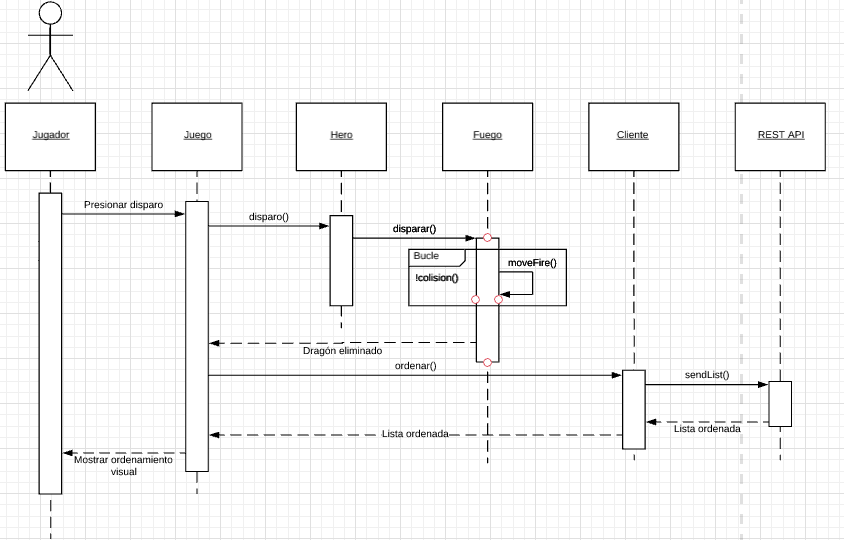 Jugador
Juego
Hero
Fuego
Cliente
REST API
Presionar disparo
disparo()
disparar()
Bucle
moveFire()
!colision()
Dragón eliminado
ordenar()
sendList()
Lista ordenada
Lista ordenada
Mostrar ordenamiento
visual